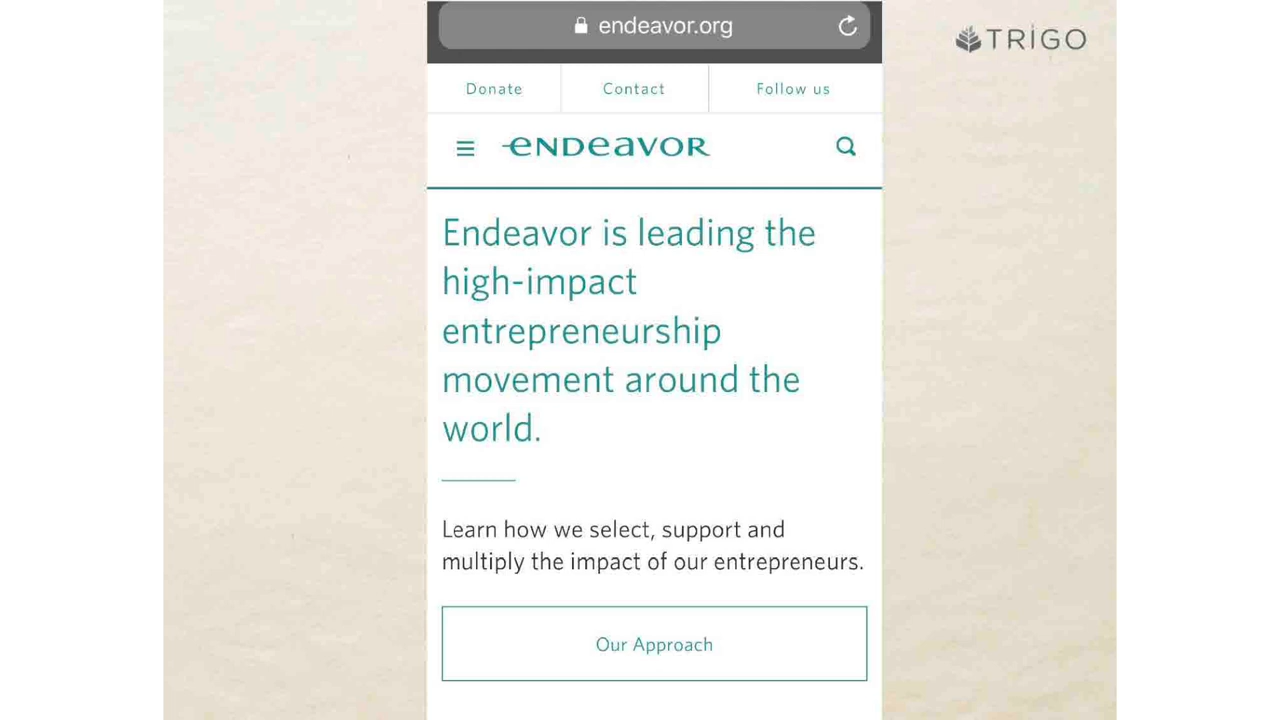 endeavor.org
TRIGO
Donate
Contact
Follow us
eNDeaVOR
Endeavor is leading the
high-impact
entrepreneurship
movement around the
world.
Learn how we select, support and
multiply the impact of our entrepreneurs.
Our Approach